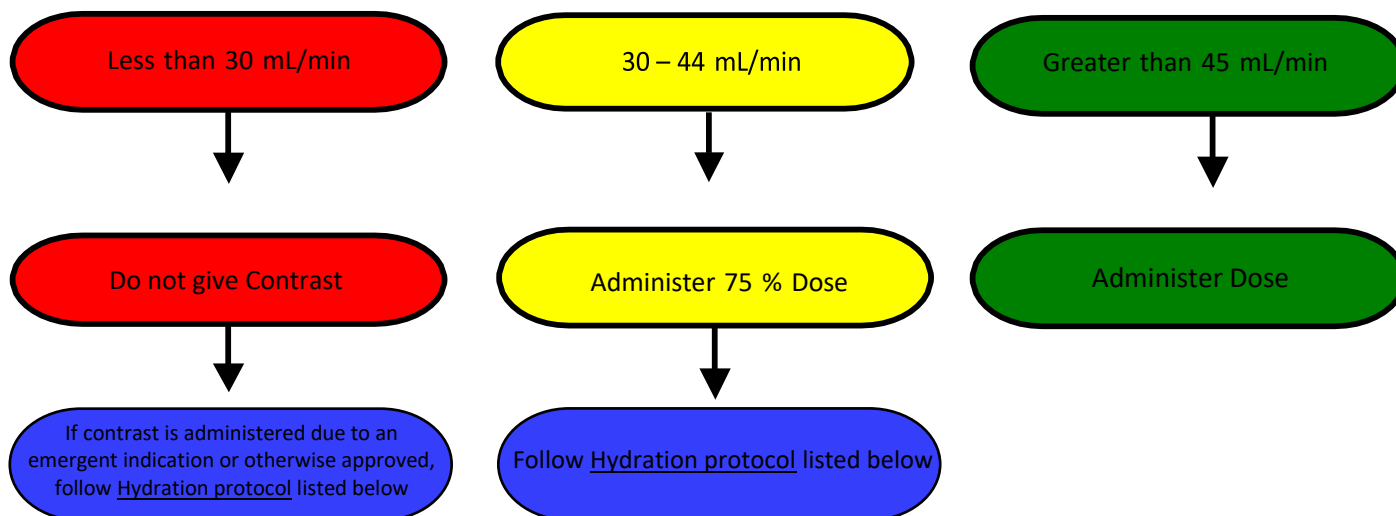 Less than 30 mL/min
30 – 44 mL/min
Greater than 45 mL/min
Do not give Contrast
Administer 75 % Dose
Administer Dose
If contrast is administered due to an
emergent indication or otherwise approved,
follow Hydration protocol listed below
Follow Hydration protocol listed below